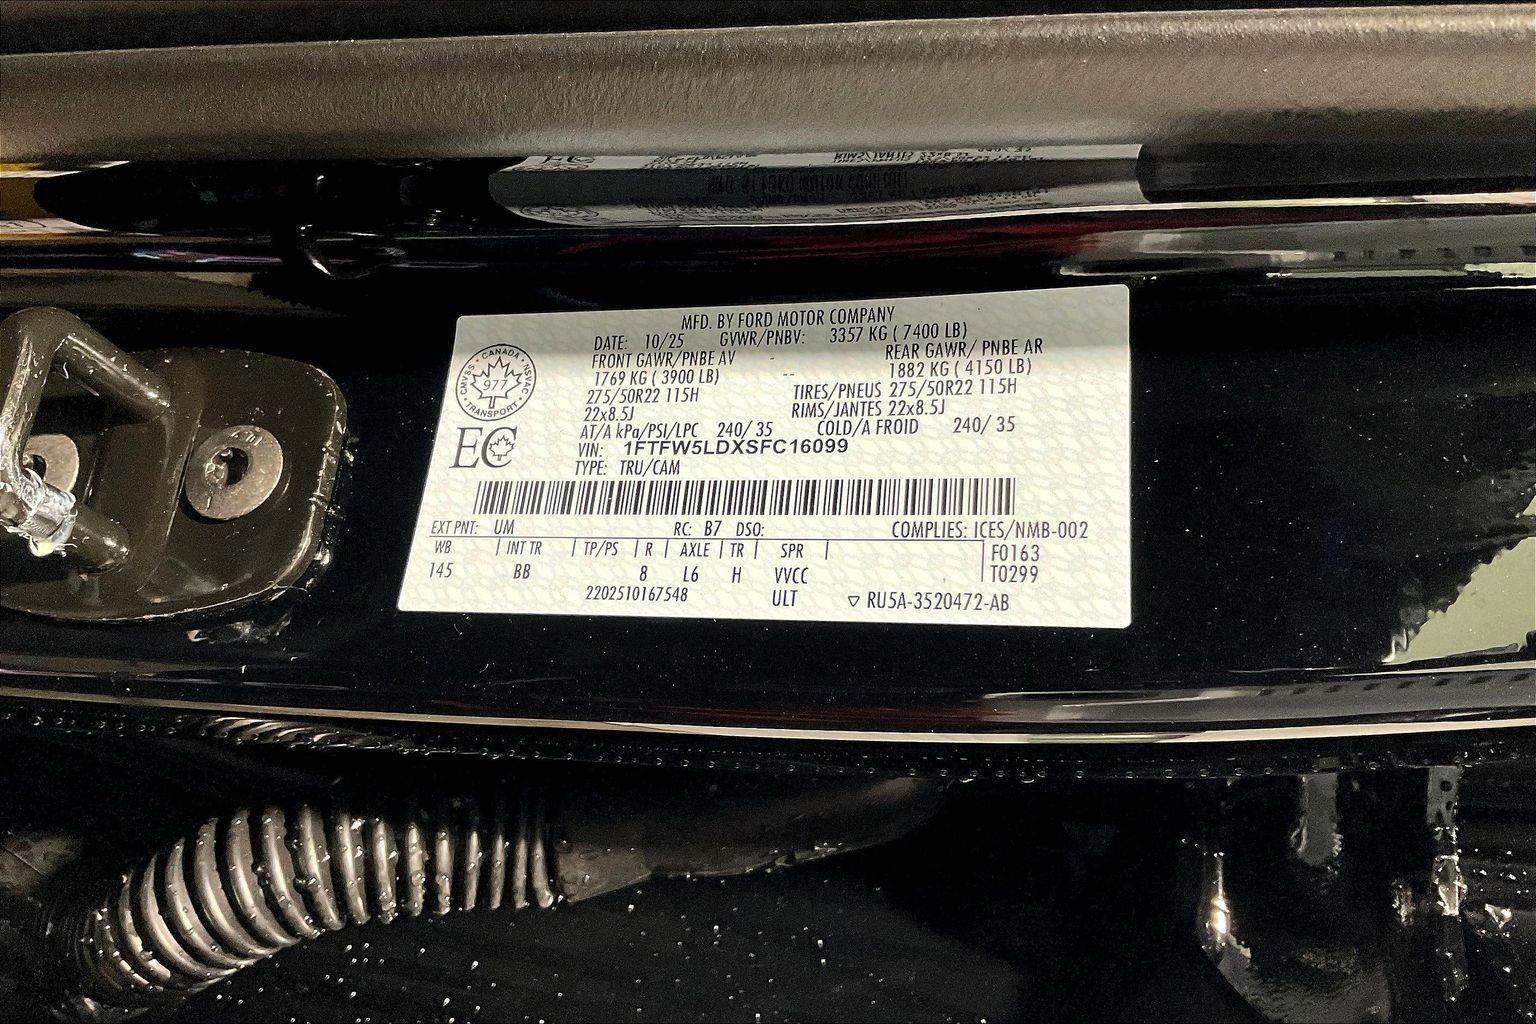 MFD. BY FORD MOTOR COMPANY
DATE: 10/25 GVWR/PNBV: 3357 KG ( 7400 LB)
FRONT GAWR/PNBE AV - REAR GAWR/ PNBE AR
1769 KG ( 3900 LB) -- 1882 KG ( 4150 LB)
275/50R22 115H TIRES/PNEUS 275/50R22 115H
22x8.5J RIMS/JANTES 22x8.5J
AT/A kPa/PSI/LPC 240/ 35 COLD/A FROID 240/ 35
VIN: 1FTFW5LDXSFC16099
TYPE: TRU/CAM
CANADA
CMVSS NSVAC
977
TRANSPORT
EC
EXT PNT: UM RC: B7 DSO: COMPLIES: ICES/NMB-002
WB | INT TR | TP/PS | R | AXLE | TR | SPR | F0163
145 BB 8 L6 H VVCC T0299
2202510167548 ULT ▽ RU5A-3520472-AB